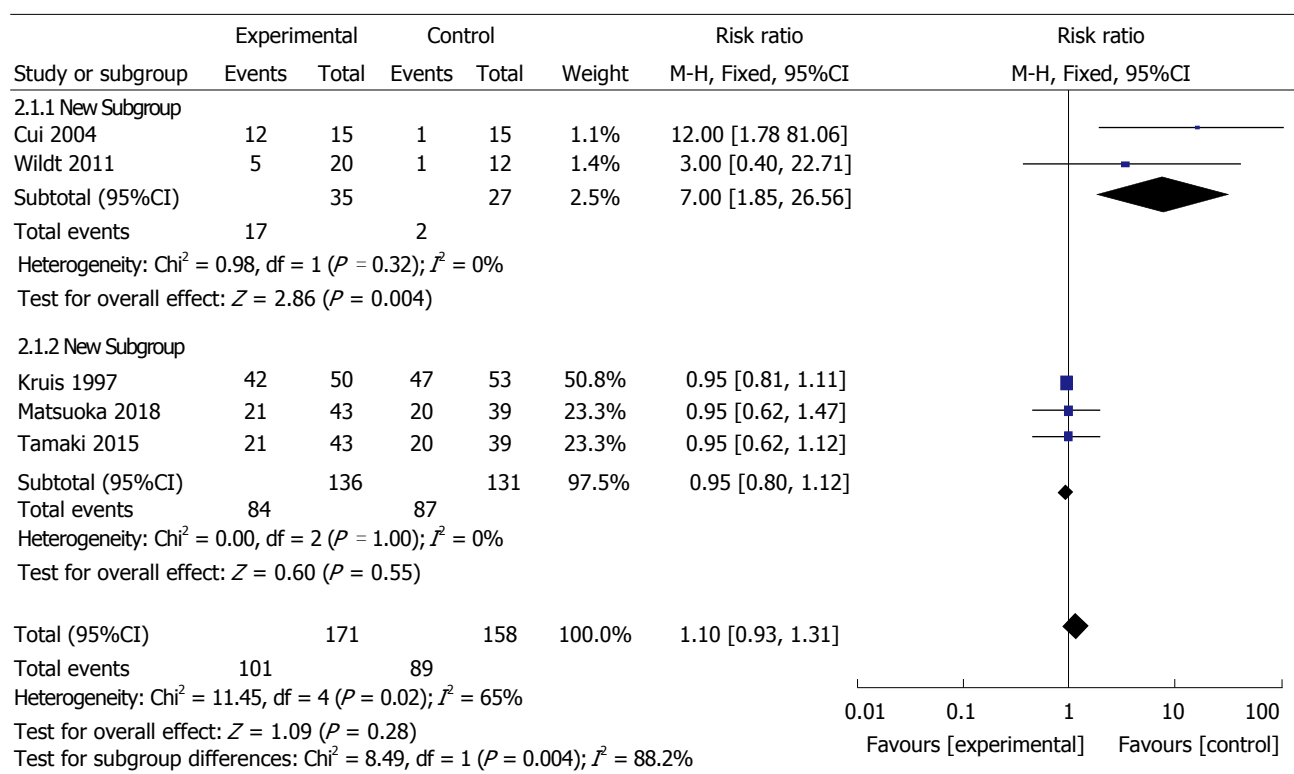 Experimental Control Risk ratio Risk ratio
Study or subgroup Events Total Events Total Weight M-H, Fixed, 95%CI M-H, Fixed, 95%CI
2.1.1 New Subgroup
Cui 2004 12 15 1 15 1.1% 12.00 [1.78 81.06]
Wildt 2011 5 20 1 12 1.4% 3.00 [0.40, 22.71]
Subtotal (95%CI) 35 27 2.5% 7.00 [1.85, 26.56]
Total events 17 2
Heterogeneity: Chi² = 0.98, df = 1 (P = 0.32); I² = 0%
Test for overall effect: Z = 2.86 (P = 0.004)
2.1.2 New Subgroup
Kruis 1997 42 50 47 53 50.8% 0.95 [0.81, 1.11]
Matsuoka 2018 21 43 20 39 23.3% 0.95 [0.62, 1.47]
Tamaki 2015 21 43 20 39 23.3% 0.95 [0.62, 1.12]
Subtotal (95%CI) 136 131 97.5% 0.95 [0.80, 1.12]
Total events 84 87
Heterogeneity: Chi² = 0.00, df = 2 (P = 1.00); I² = 0%
Test for overall effect: Z = 0.60 (P = 0.55)
Total (95%CI) 171 158 100.0% 1.10 [0.93, 1.31]
Total events 101 89
Heterogeneity: Chi² = 11.45, df = 4 (P = 0.02); I² = 65%
Test for overall effect: Z = 1.09 (P = 0.28)
Test for subgroup differences: Chi² = 8.49, df = 1 (P = 0.004); I² = 88.2%
0.01 0.1 1 10 100
Favours [experimental] Favours [control]